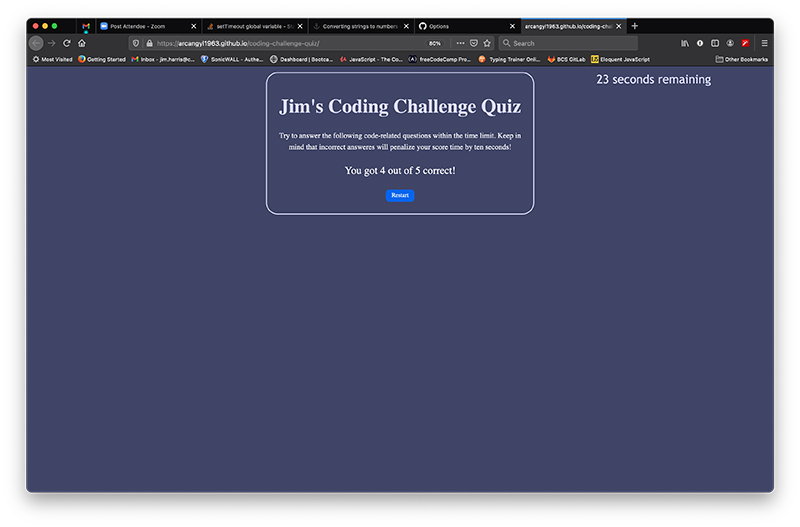 Post Attendee - Zoom
setTimeout global variable - St
Converting strings to numbers
Options
arcangyl1963.github.io/coding-chal
https://arcangyl1963.github.io/coding-challenge-quiz/
80%
Search
Most Visited
Getting Started
Inbox - jim.harris@c...
SonicWALL - Authe...
Dashboard | Bootca...
JavaScript - The Co...
freeCodeCamp Pro...
Typing Trainer Onli...
BCS GitLab
Eloquent JavaScript
Other Bookmarks
23 seconds remaining
Jim's Coding Challenge Quiz
Try to answer the following code-related questions within the time limit. Keep in
mind that incorrect answeres will penalize your score time by ten seconds!
You got 4 out of 5 correct!
Restart